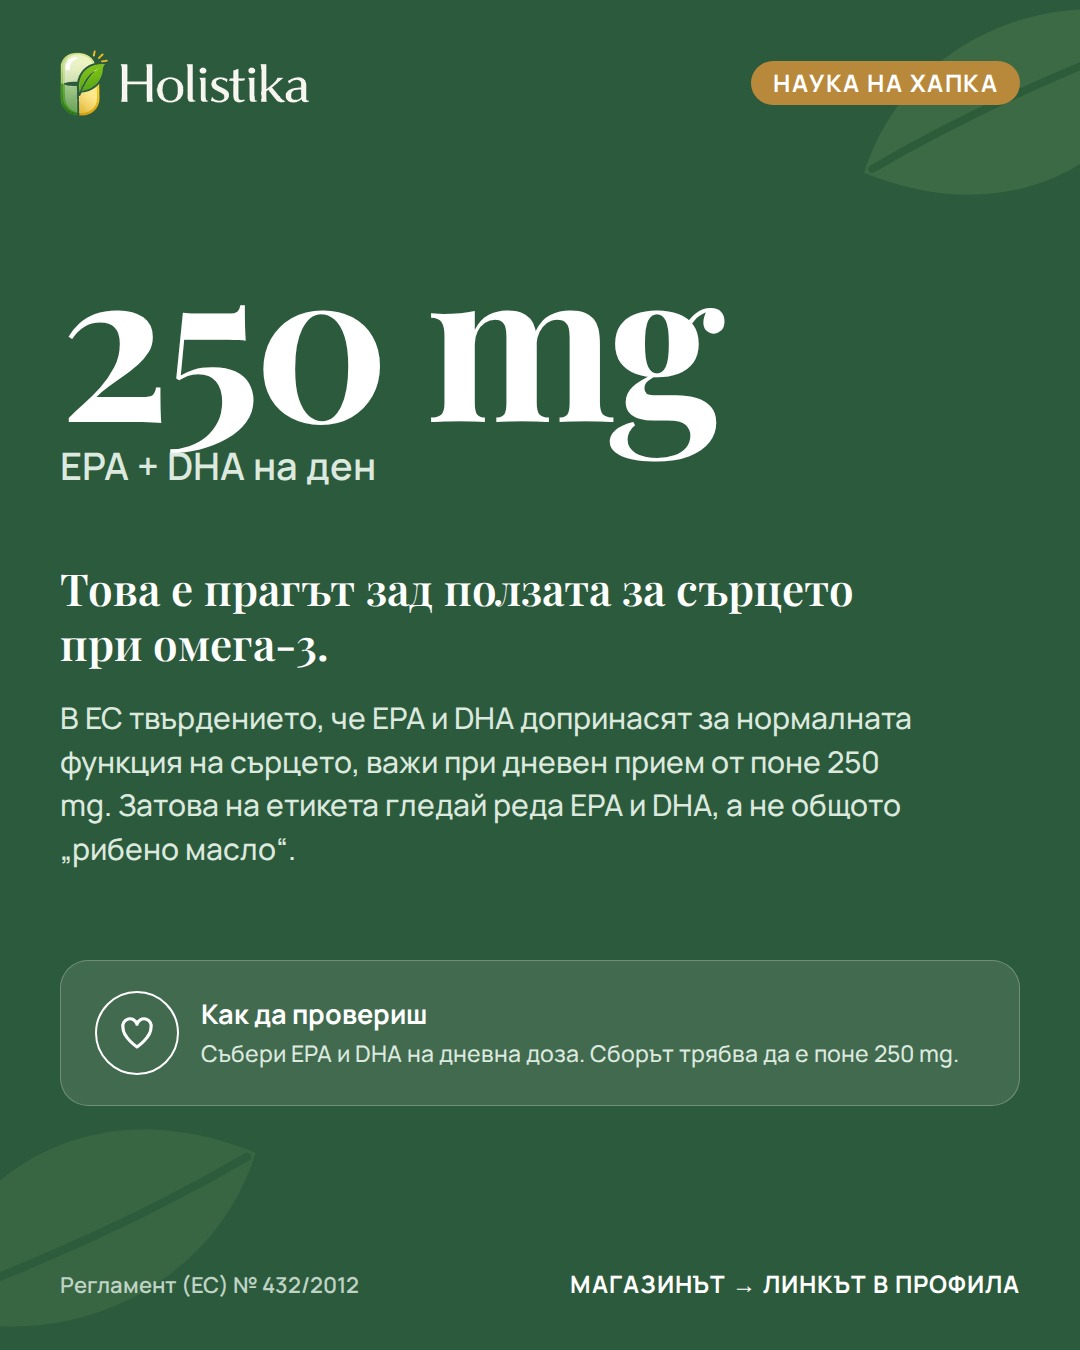 Holistika
НАУКА НА ХАПКА
250 mg
EPA + DHA на ден
Това е прагът зад ползата за сърцето
при омега-3.
В ЕС твърдението, че EPA и DHA допринасят за нормалната
функция на сърцето, важи при дневен прием от поне 250
mg. Затова на етикета гледай реда EPA и DHA, а не общото
„рибено масло“.
Как да провериш
Събери EPA и DHA на дневна доза. Сборът трябва да е поне 250 mg.
Регламент (ЕС) № 432/2012
МАГАЗИНЪТ → ЛИНКЪТ В ПРОФИЛА